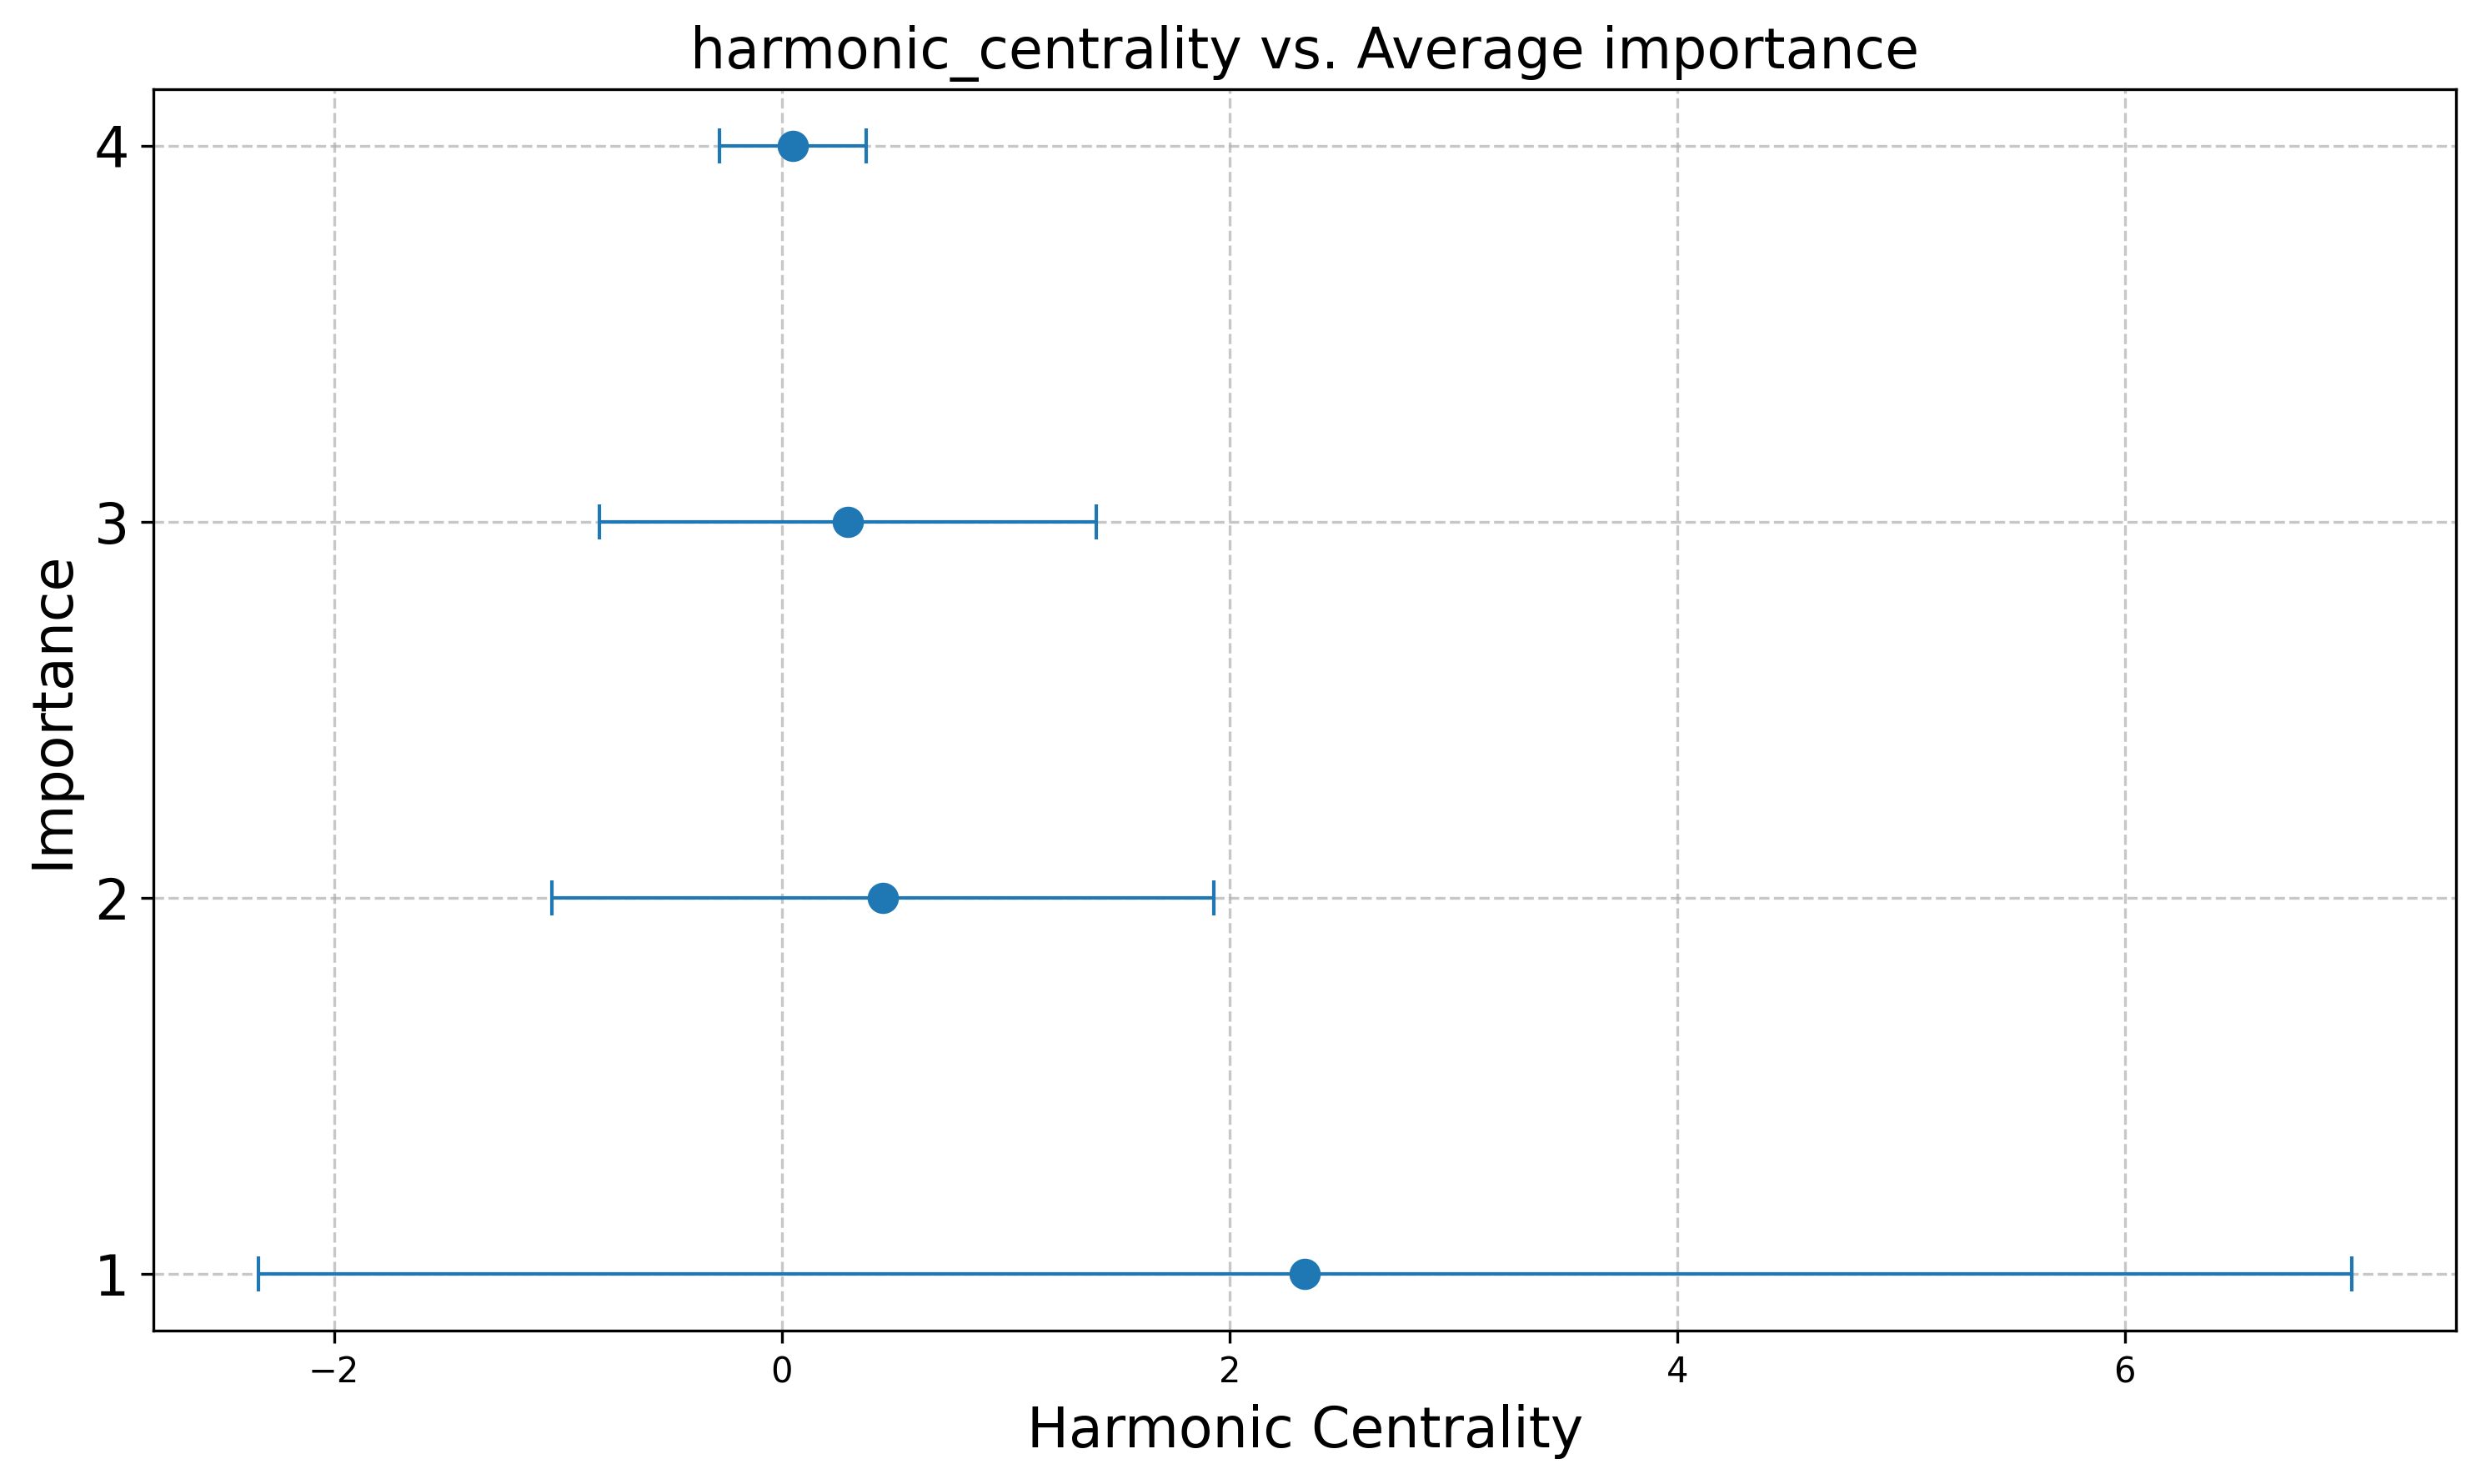 harmonic_centrality vs. Average importance
4
3
2
1
Importance
−2 0 2 4 6
Harmonic Centrality